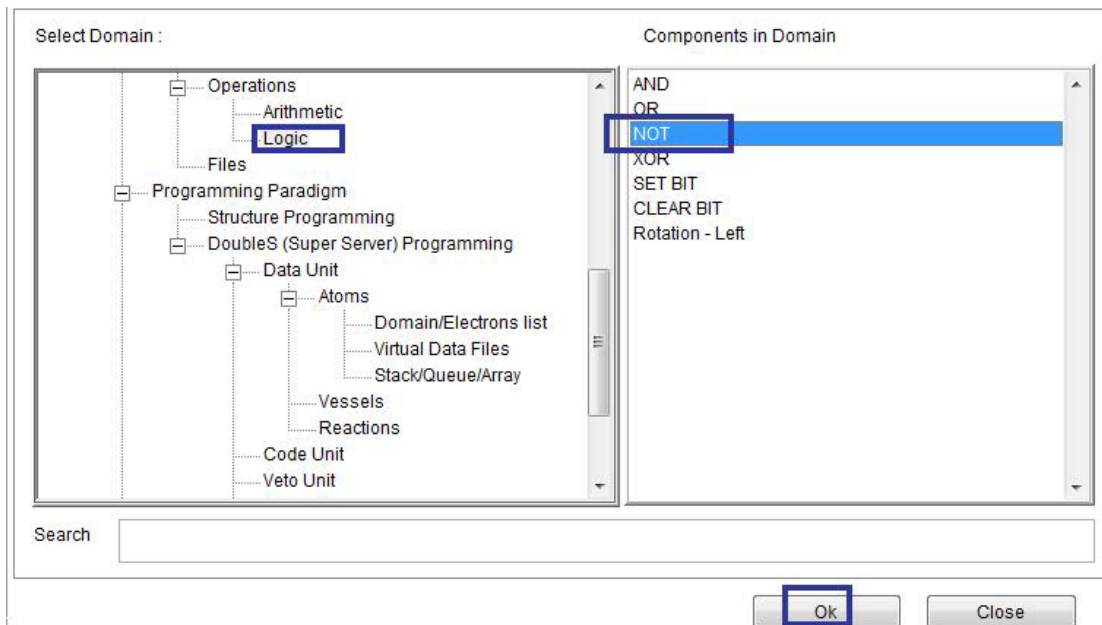 Select Domain :
Components in Domain
Operations
Arithmetic
Logic
Files
Programming Paradigm
Structure Programming
DoubleS (Super Server) Programming
Data Unit
Atoms
Domain/Electrons list
Virtual Data Files
Stack/Queue/Array
Vessels
Reactions
Code Unit
Veto Unit
AND
OR
NOT
XOR
SET BIT
CLEAR BIT
Rotation - Left
Search
Ok
Close